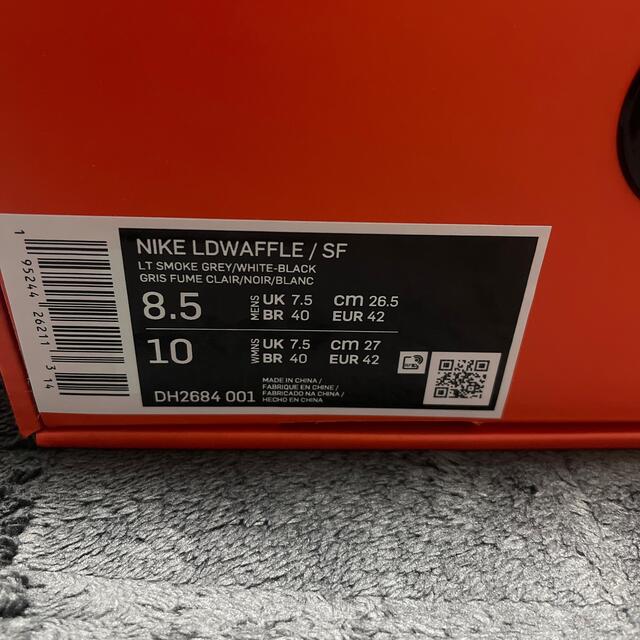 NIKE LDWAFFLE / SF
LT SMOKE GREY/WHITE-BLACK
GRIS FUME CLAIR/NOIR/BLANC
8.5 MENS UK 7.5 cm 26.5
BR 40 EUR 42
10 WMNS UK 7.5 cm 27
BR 40 EUR 42
DH2684 001
MADE IN CHINA /
FABRIQUE EN CHINE /
FABRICADO NA CHINA /
HECHO EN CHINA
1 95244 26211 3 14